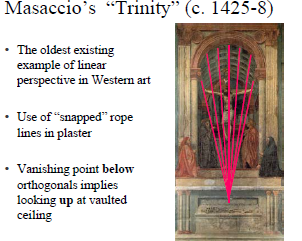 Masaccio's "Trinity" (c. 1425-8)
• The oldest existing
example of linear
perspective in Western art
• Use of "snapped" rope
lines in plaster
• Vanishing point below
orthogonals implies
looking up at vaulted
ceiling